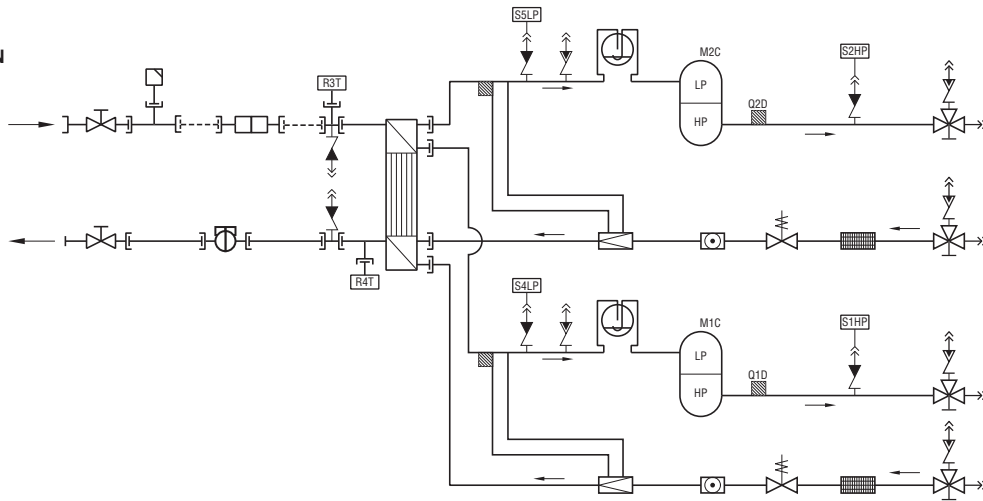 S5LP
M2C
S2HP
N
R3T
LP
Q2D
HP
S4LP
R4T
M1C
S1HP
LP
Q1D
HP